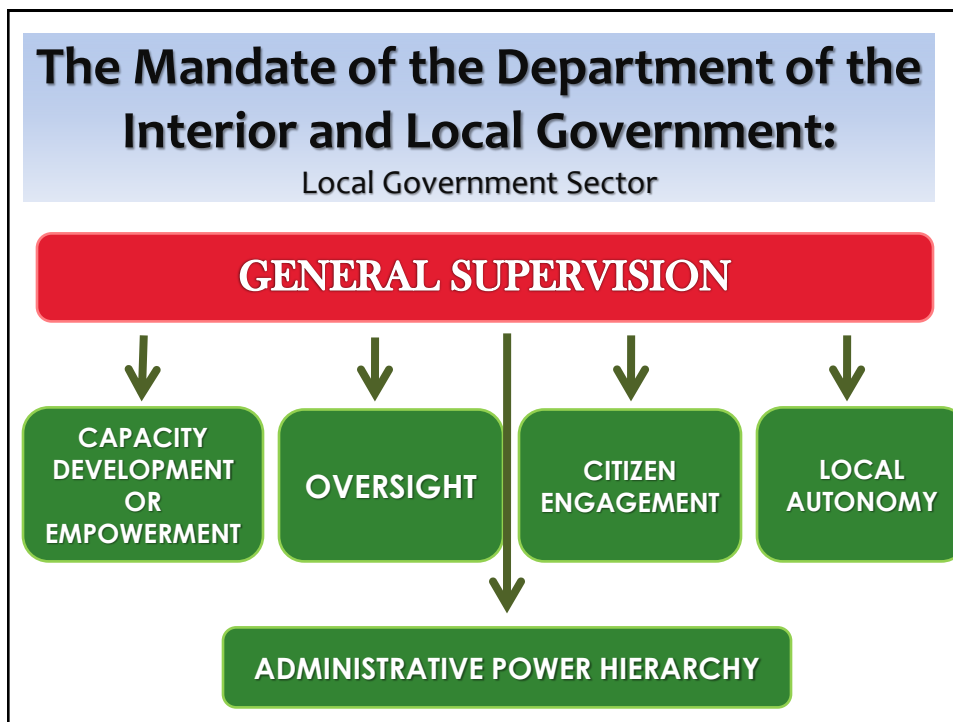 The Mandate of the Department of the
Interior and Local Government:
Local Government Sector
GENERAL SUPERVISION
CAPACITY
DEVELOPMENT
OR
EMPOWERMENT
OVERSIGHT
CITIZEN
ENGAGEMENT
LOCAL
AUTONOMY
ADMINISTRATIVE POWER HIERARCHY